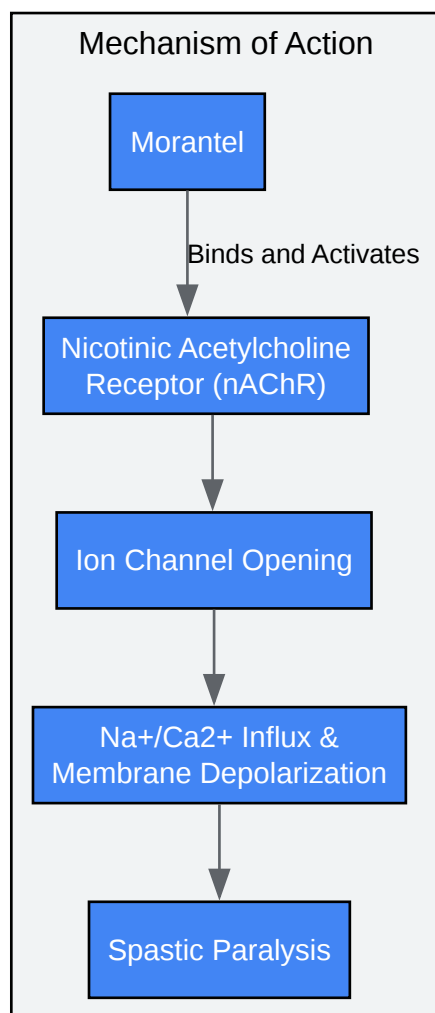 Mechanism of Action
Morantel
Binds and Activates
Nicotinic Acetylcholine
Receptor (nAChR)
Ion Channel Opening
Na+/Ca2+ Influx &
Membrane Depolarization
Spastic Paralysis